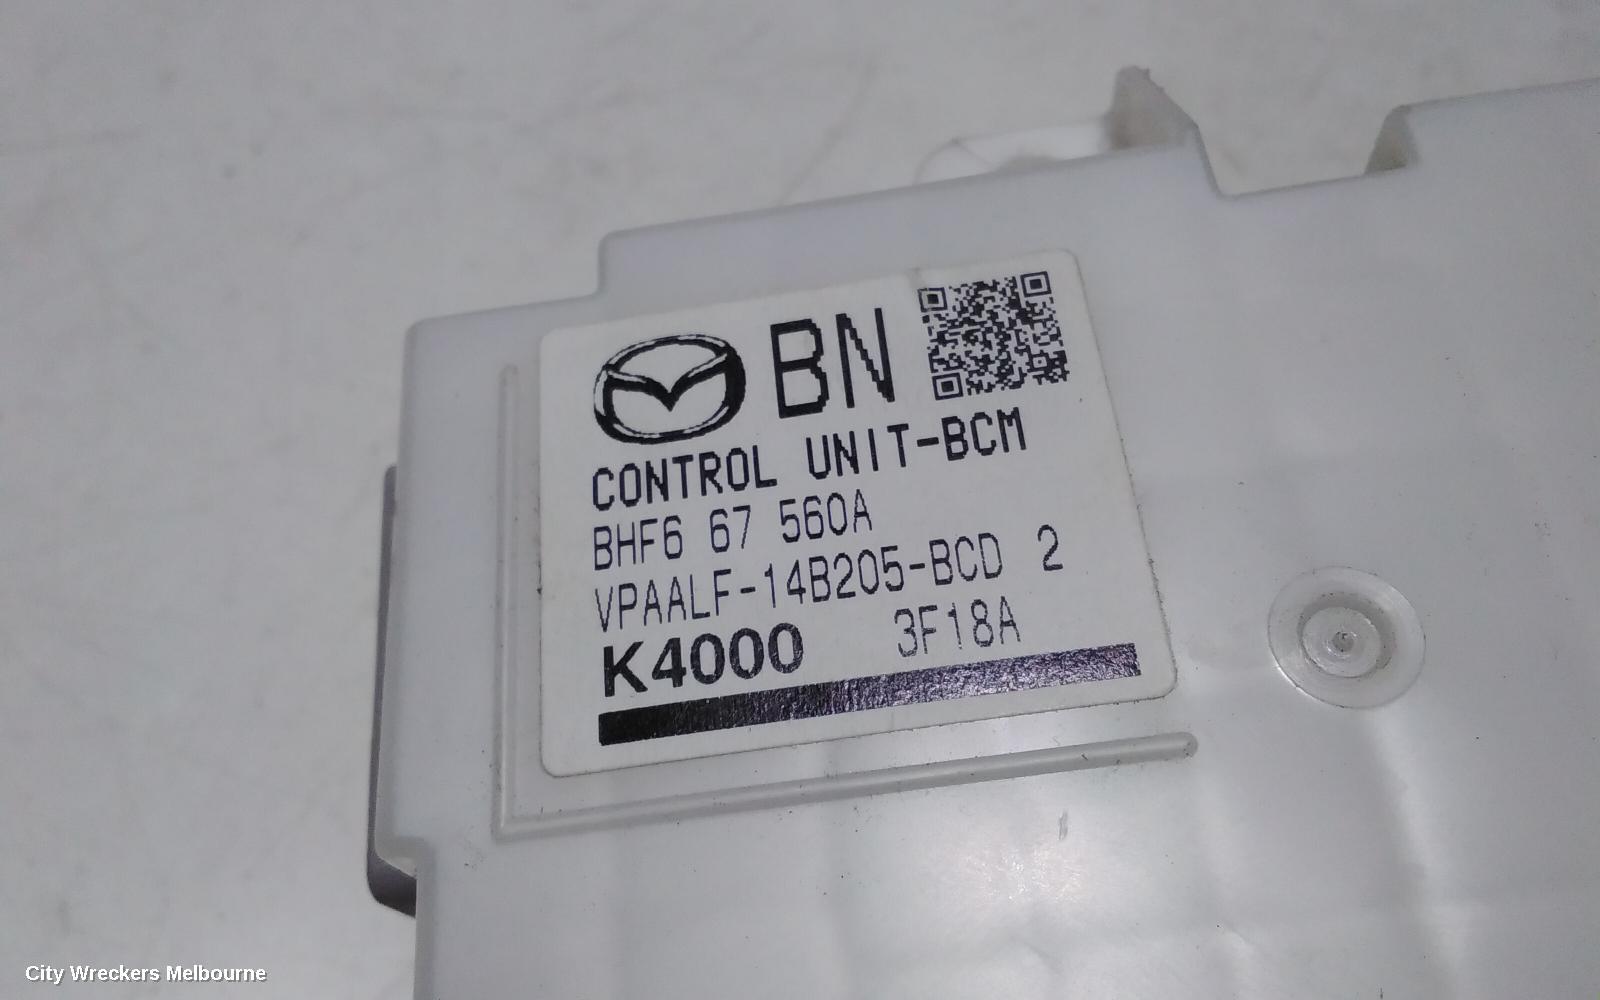 BN
CONTROL UNIT-BCM
BHF6 67 560A
VPAALF-14B205-BCD 2
K4000 3F18A
City Wreckers Melbourne